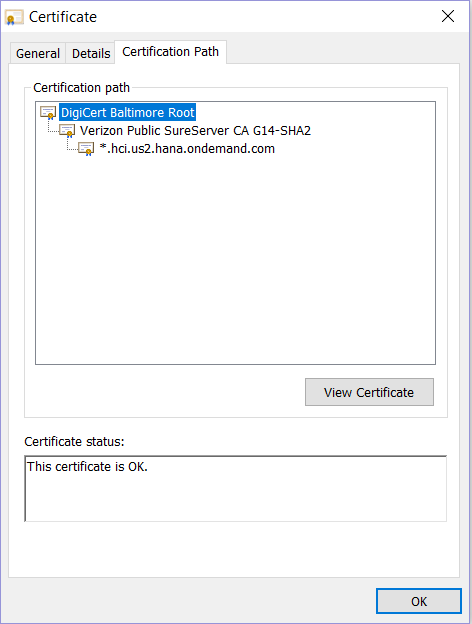 Certificate
General Details Certification Path
Certification path
DigiCert Baltimore Root
Verizon Public SureServer CA G14-SHA2
*.hci.us2.hana.ondemand.com
View Certificate
Certificate status:
This certificate is OK.
OK